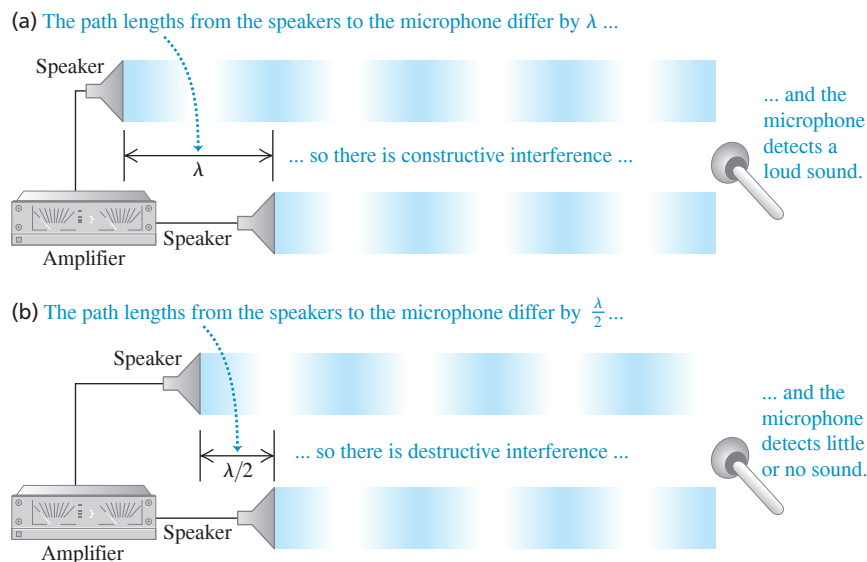 (a) The path lengths from the speakers to the microphone differ by λ ...
Speaker
... and the
microphone
detects a
loud sound.
λ
... so there is constructive interference ...
Speaker
Amplifier
(b) The path lengths from the speakers to the microphone differ by λ/2 ...
Speaker
... and the
microphone
detects little
or no sound.
λ/2
... so there is destructive interference ...
Speaker
Amplifier